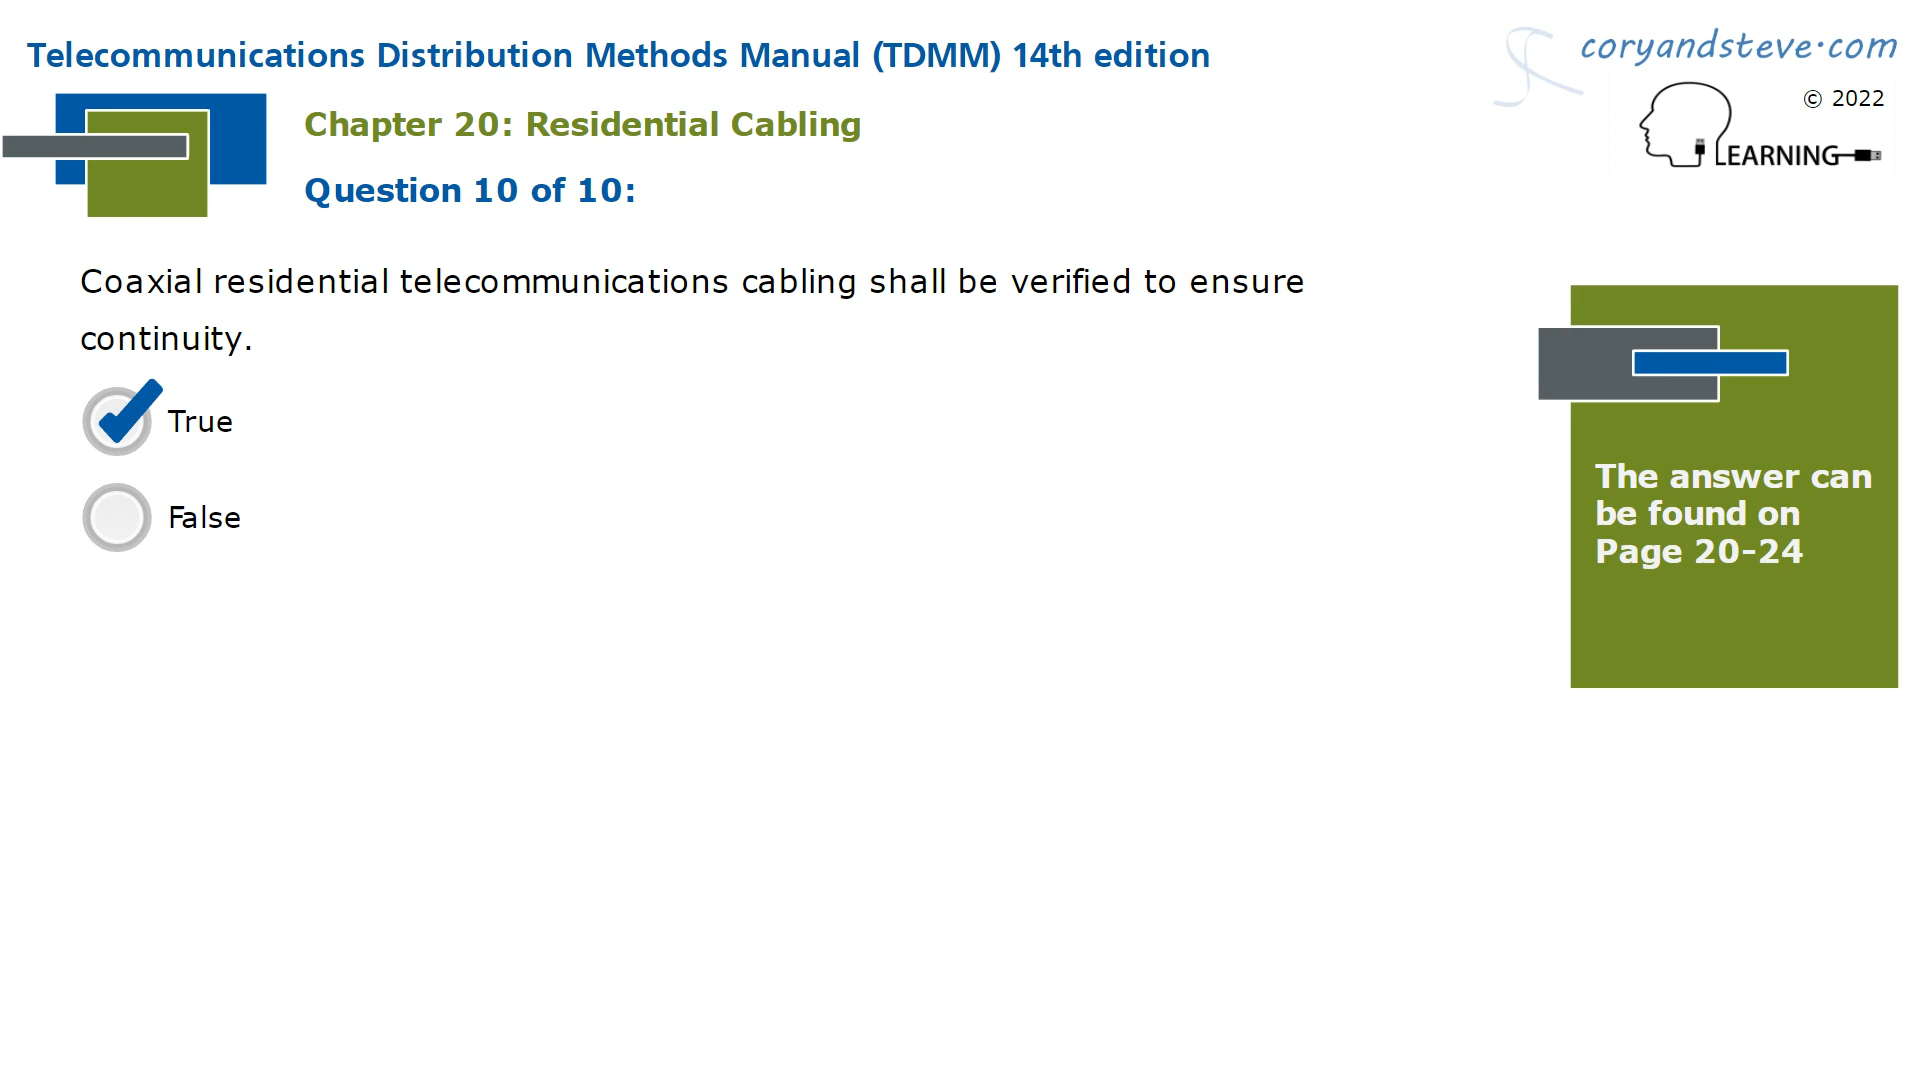 Telecommunications Distribution Methods Manual (TDMM) 14th edition
coryandsteve.com
© 2022
LEARNING
Chapter 20: Residential Cabling
Question 10 of 10:
Coaxial residential telecommunications cabling shall be verified to ensure
continuity.
True
False
The answer can
be found on
Page 20-24